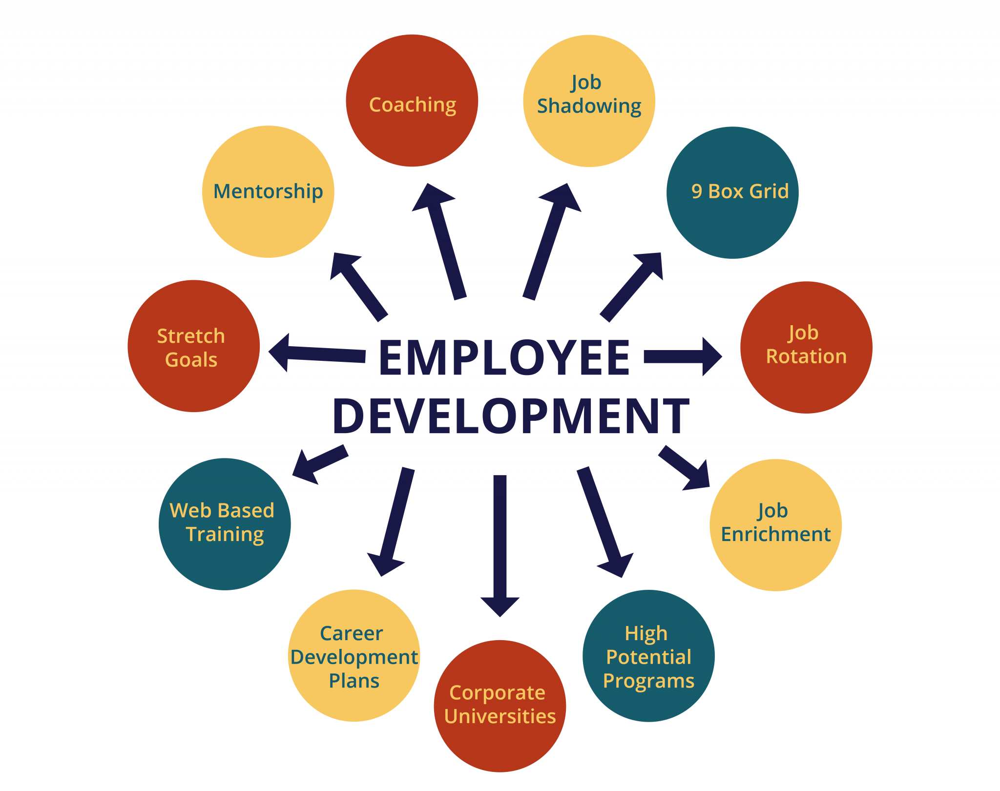 Coaching
Job
Shadowing
Mentorship
9 Box Grid
Stretch
Goals
Job
Rotation
EMPLOYEE
DEVELOPMENT
Web Based
Training
Job
Enrichment
Career
Development
Plans
High
Potential
Programs
Corporate
Universities